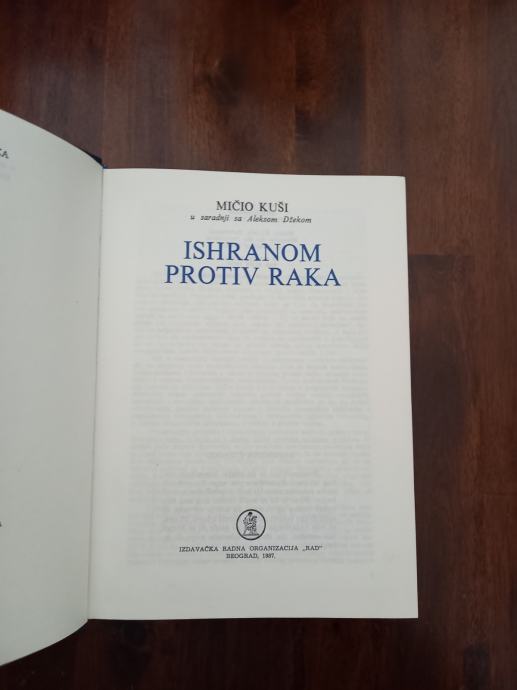 MIČIO KUŠI
u saradnji sa Aleksom Džekom
ISHRANOM
PROTIV RAKA
IZDAVAČKA RADNA ORGANIZACIJA „RAD”
BEOGRAD, 1987.